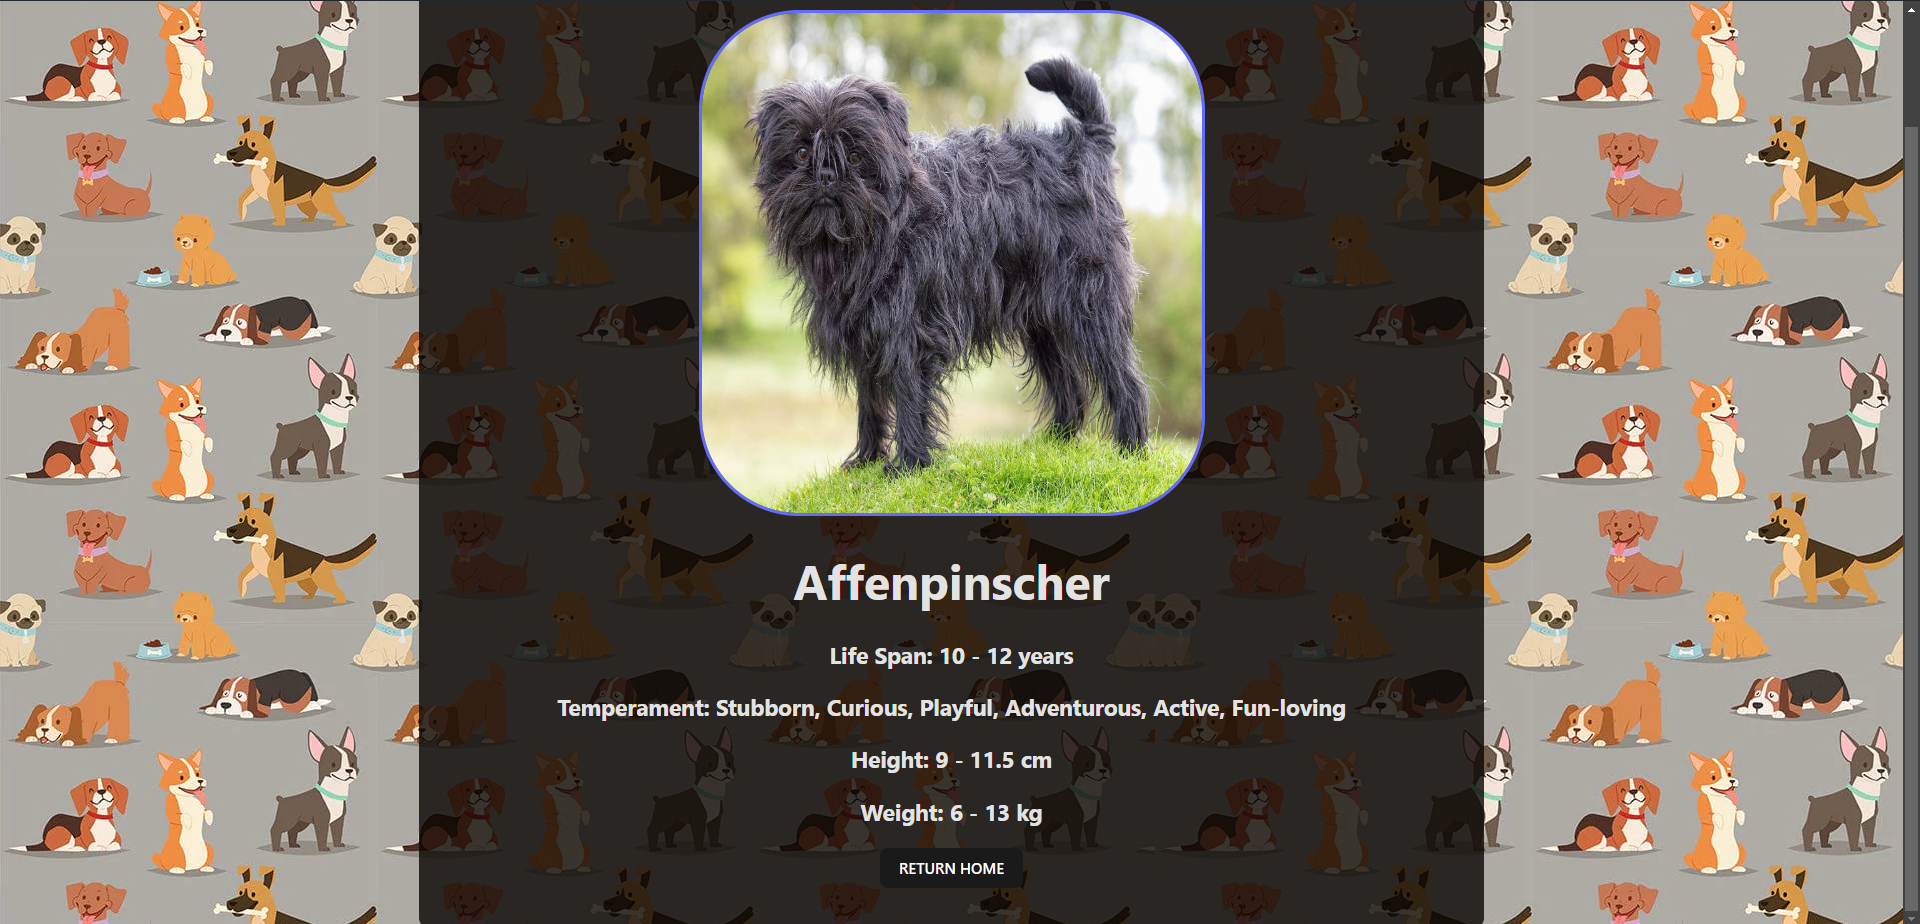 Affenpinscher
Life Span: 10 - 12 years
Temperament: Stubborn, Curious, Playful, Adventurous, Active, Fun-loving
Height: 9 - 11.5 cm
Weight: 6 - 13 kg
RETURN HOME